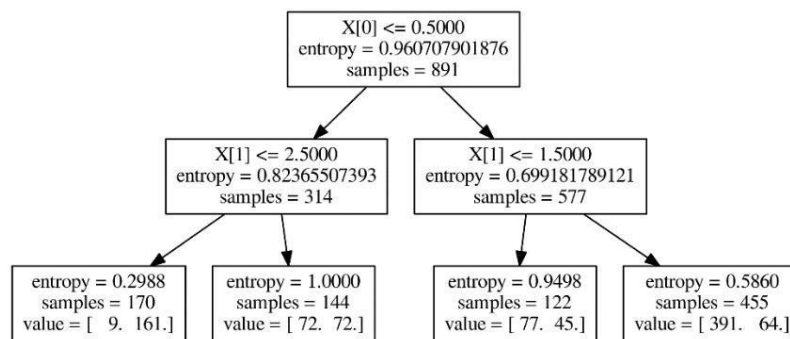 X[0] <= 0.5000
entropy = 0.960707901876
samples = 891
X[1] <= 2.5000
entropy = 0.82365507393
samples = 314
X[1] <= 1.5000
entropy = 0.699181789121
samples = 577
entropy = 0.2988
samples = 170
value = [ 9. 161.]
entropy = 1.0000
samples = 144
value = [ 72. 72.]
entropy = 0.9498
samples = 122
value = [ 77. 45.]
entropy = 0.5860
samples = 455
value = [ 391. 64.]